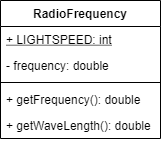 RadioFrequency
+ LIGHTSPEED: int
- frequency: double
+ getFrequency(): double
+ getWaveLength(): double